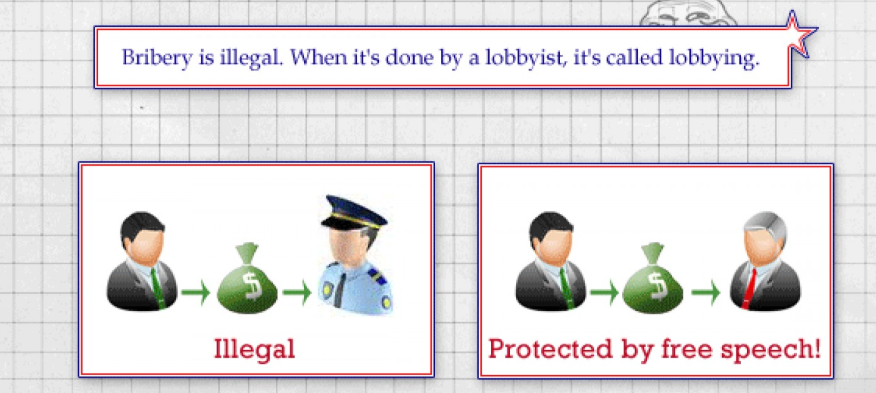 Bribery is illegal. When it's done by a lobbyist, it's called lobbying.
$
$
Illegal
Protected by free speech!